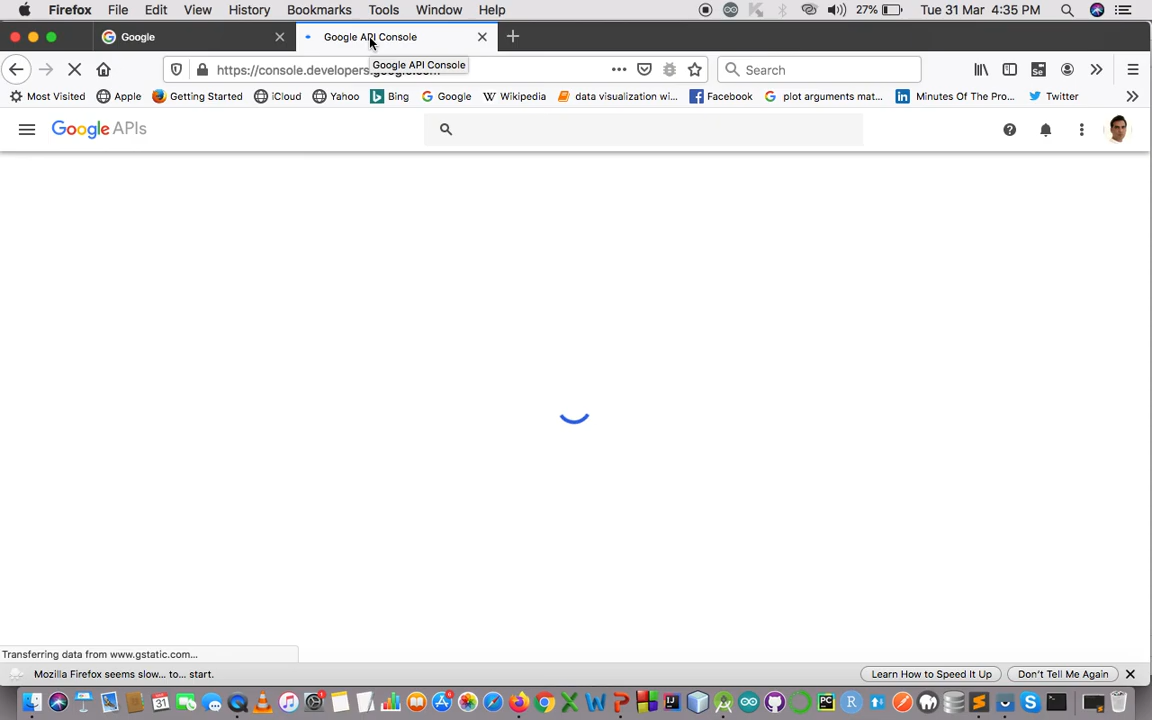 Firefox File Edit View History Bookmarks Tools Window Help 27% Tue 31 Mar 4:35 PM
Google Google API Console
https://console.developers.google.com Search
Google API Console
Most Visited Apple Getting Started iCloud Yahoo Bing Google Wikipedia data visualization wi... Facebook plot arguments mat... Minutes Of The Pro... Twitter
Google APIs
Transferring data from www.gstatic.com...
Mozilla Firefox seems slow... to... start. Learn How to Speed It Up Don't Tell Me Again